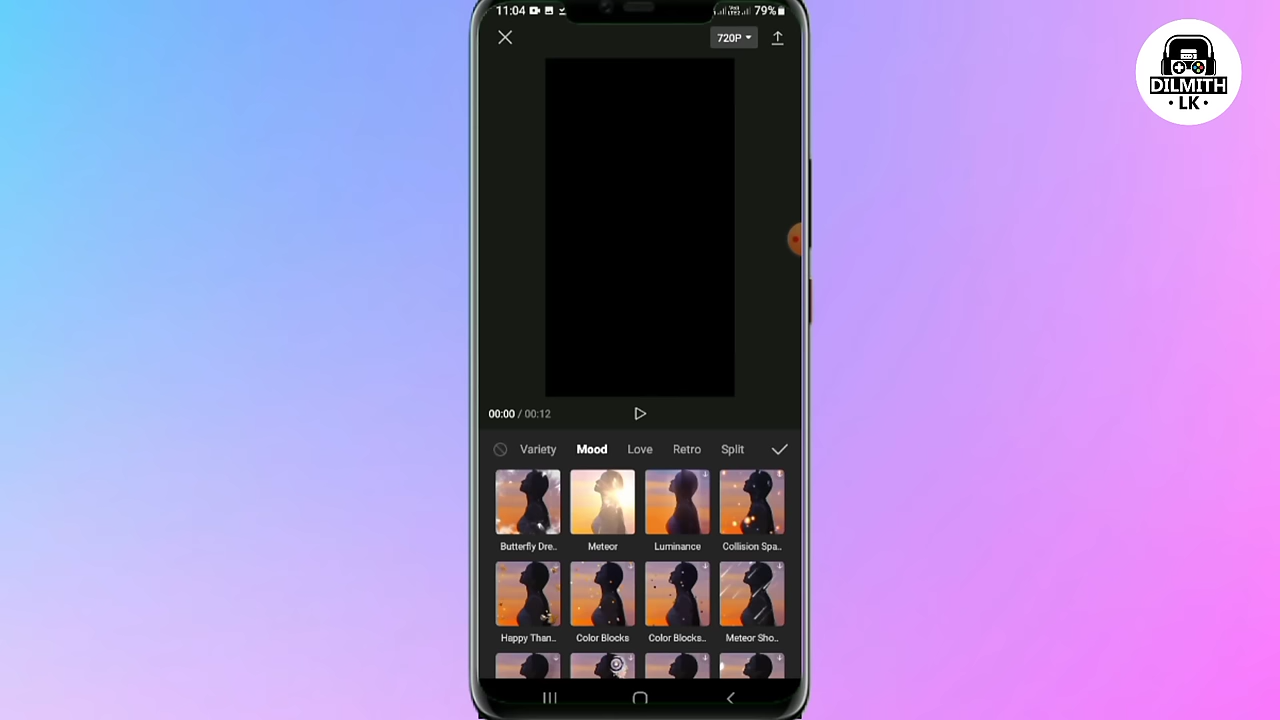 11:04
79%
720P
DILMITH
• LK •
00:00 / 00:12
Variety Mood Love Retro Split
Butterfly Dre.. Meteor Luminance Collision Spa..
Happy Than.. Color Blocks Color Blocks.. Meteor Sho..